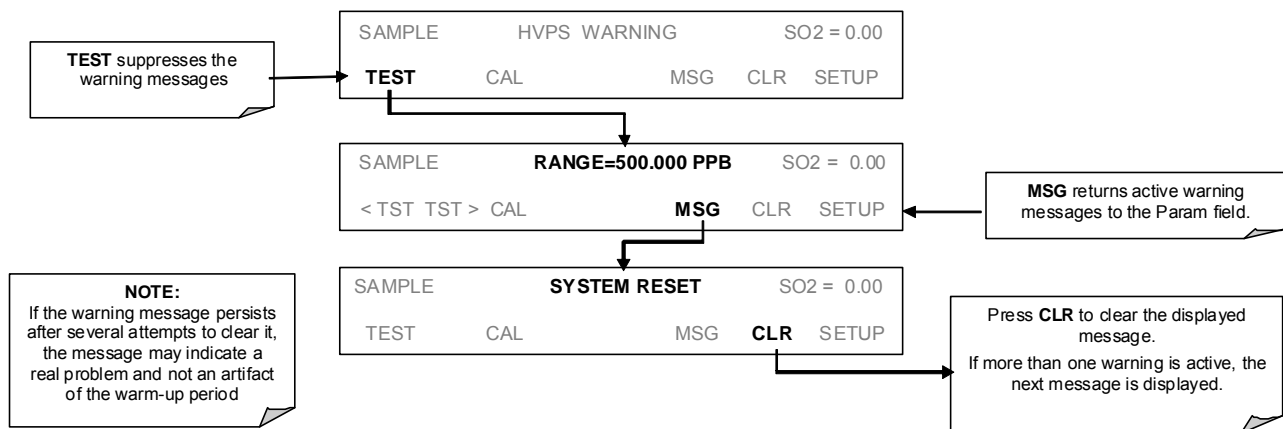 SAMPLE HVPS WARNING SO2 = 0.00
TEST CAL MSG CLR SETUP
TEST suppresses the
warning messages
SAMPLE RANGE=500.000 PPB SO2 = 0.00
< TST TST > CAL MSG CLR SETUP
MSG returns active warning
messages to the Param field.
SAMPLE SYSTEM RESET SO2 = 0.00
TEST CAL MSG CLR SETUP
NOTE:
If the warning message persists
after several attempts to clear it,
the message may indicate a
real problem and not an artifact
of the warm-up period
Press CLR to clear the displayed
message.
If more than one warning is active, the
next message is displayed.